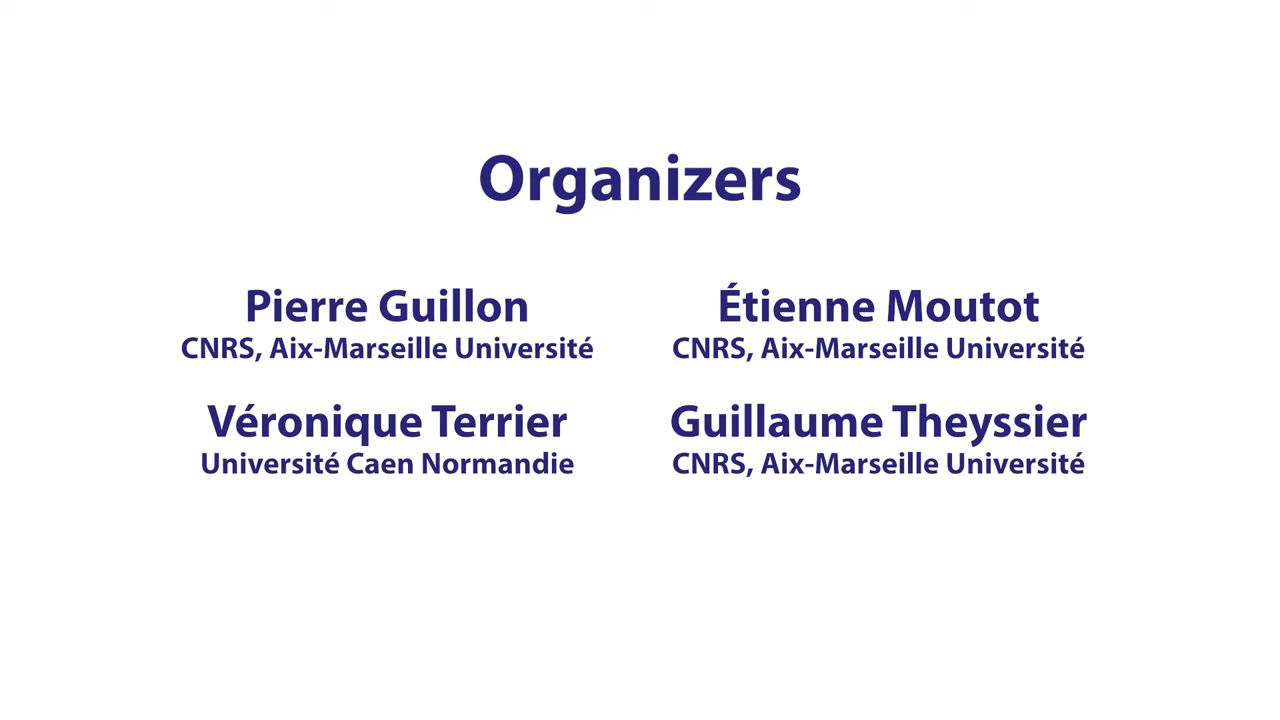 Organizers
Pierre Guillon
CNRS, Aix-Marseille Université
Étienne Moutot
CNRS, Aix-Marseille Université
Véronique Terrier
Université Caen Normandie
Guillaume Theyssier
CNRS, Aix-Marseille Université